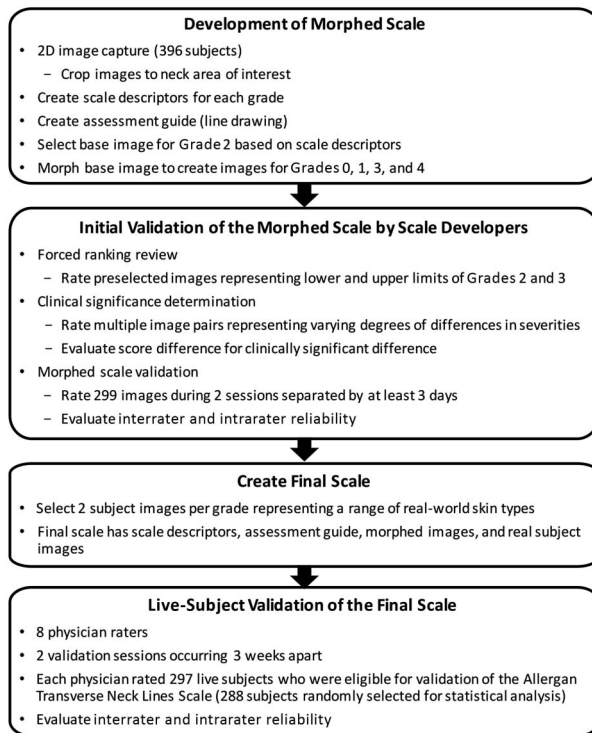 Development of Morphed Scale
• 2D image capture (396 subjects)
– Crop images to neck area of interest
• Create scale descriptors for each grade
• Create assessment guide (line drawing)
• Select base image for Grade 2 based on scale descriptors
• Morph base image to create images for Grades 0, 1, 3, and 4
Initial Validation of the Morphed Scale by Scale Developers
• Forced ranking review
– Rate preselected images representing lower and upper limits of Grades 2 and 3
• Clinical significance determination
– Rate multiple image pairs representing varying degrees of differences in severities
– Evaluate score difference for clinically significant difference
• Morphed scale validation
– Rate 299 images during 2 sessions separated by at least 3 days
– Evaluate interrater and intrarater reliability
Create Final Scale
• Select 2 subject images per grade representing a range of real-world skin types
• Final scale has scale descriptors, assessment guide, morphed images, and real subject
images
Live-Subject Validation of the Final Scale
• 8 physician raters
• 2 validation sessions occurring 3 weeks apart
• Each physician rated 297 live subjects who were eligible for validation of the Allergan
Transverse Neck Lines Scale (288 subjects randomly selected for statistical analysis)
• Evaluate interrater and intrarater reliability